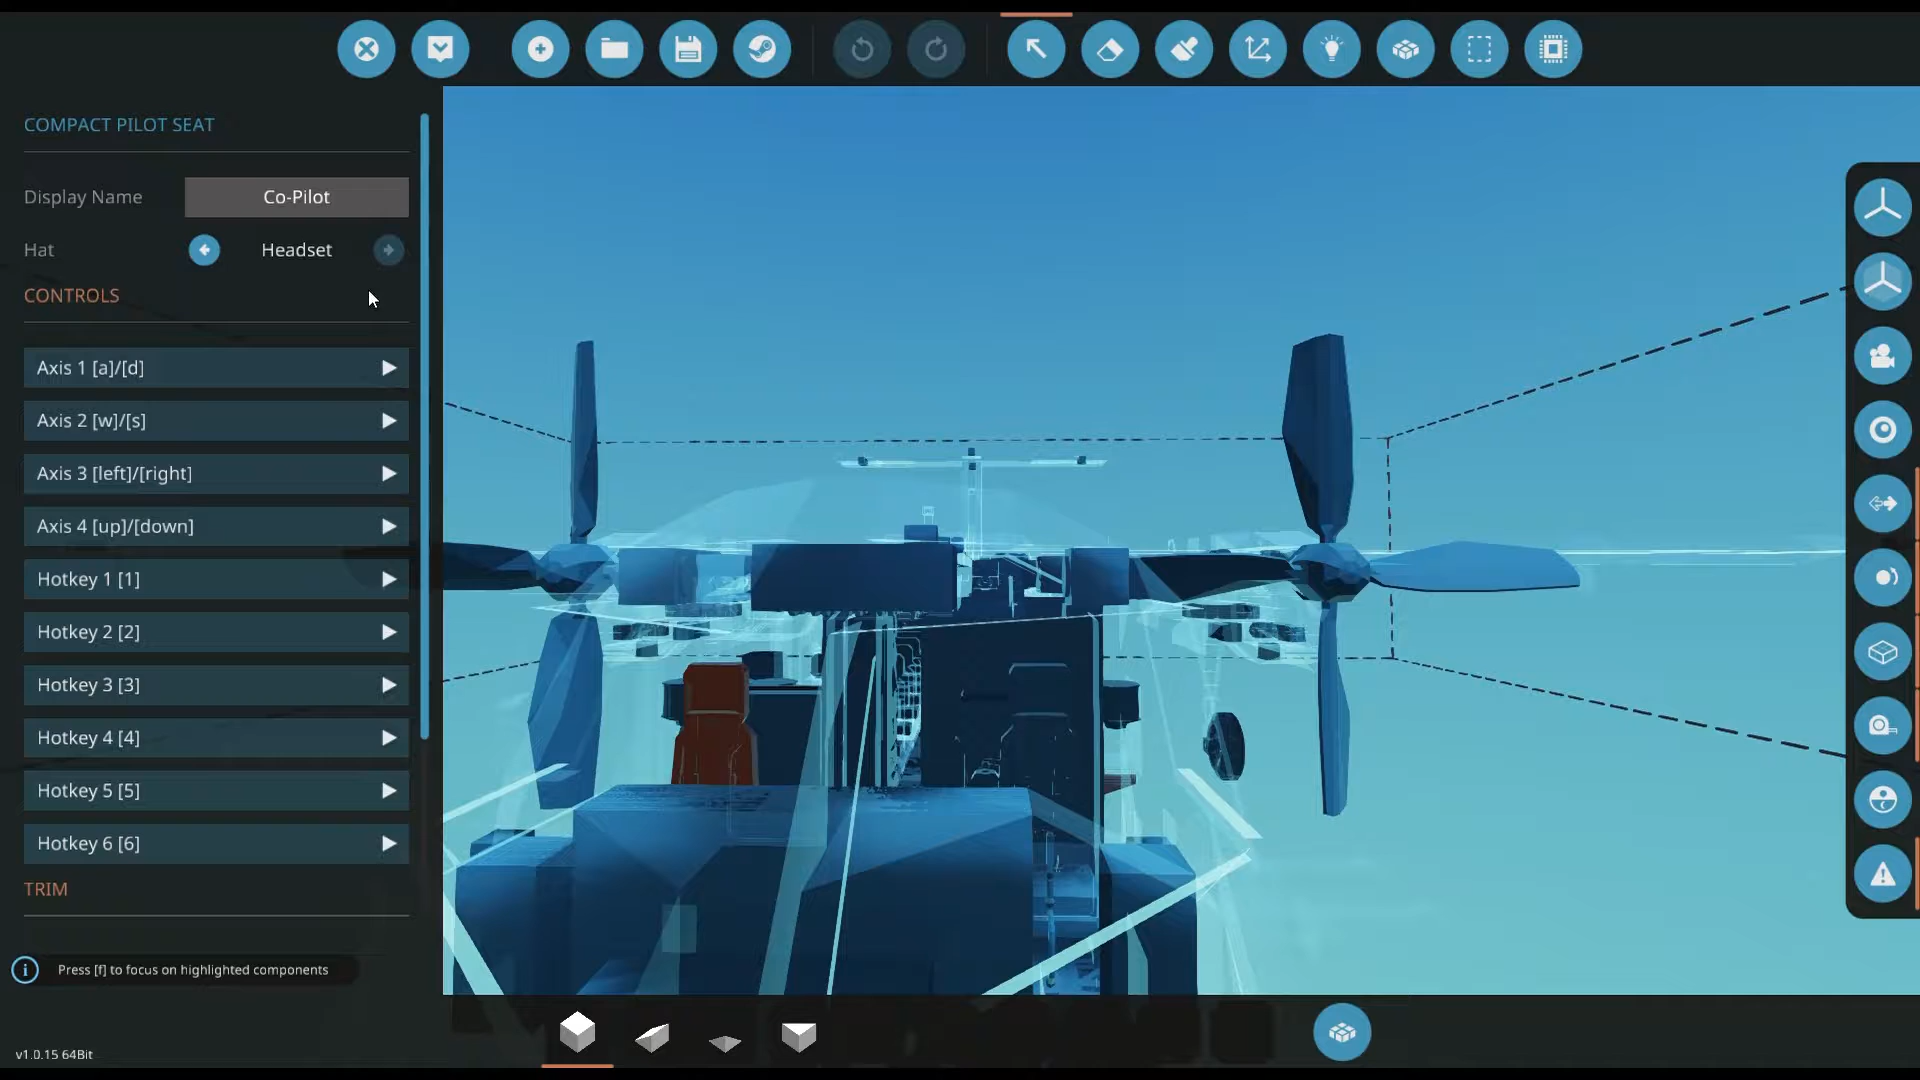 COMPACT PILOT SEAT
Display Name
Co-Pilot
Hat
Headset
CONTROLS
Axis 1 [a]/[d]
Axis 2 [w]/[s]
Axis 3 [left]/[right]
Axis 4 [up]/[down]
Hotkey 1 [1]
Hotkey 2 [2]
Hotkey 3 [3]
Hotkey 4 [4]
Hotkey 5 [5]
Hotkey 6 [6]
TRIM
Press [f] to focus on highlighted components
v1.0.15 64Bit